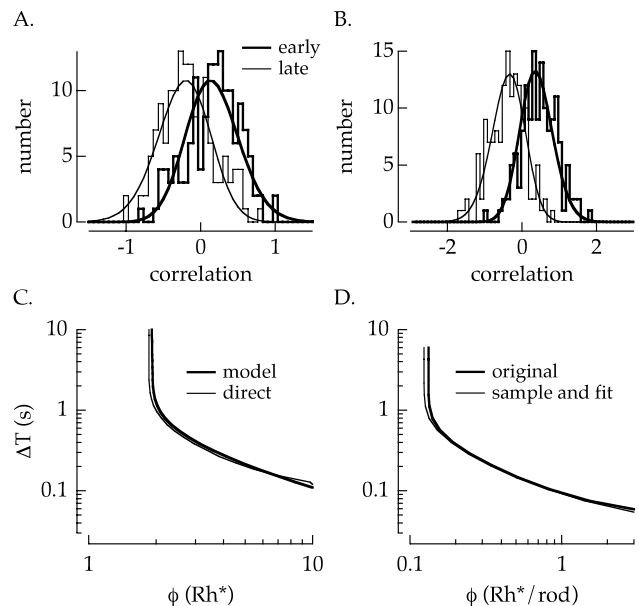 A.
early
late
number
10
5
0
-1
0
1
correlation
B.
number
15
10
5
0
-2
0
2
correlation
C.
ΔT (s)
10
1
0.1
model
direct
1
10
ϕ (Rh*)
D.
10
1
0.1
original
sample and fit
0.1
1
ϕ (Rh*/rod)